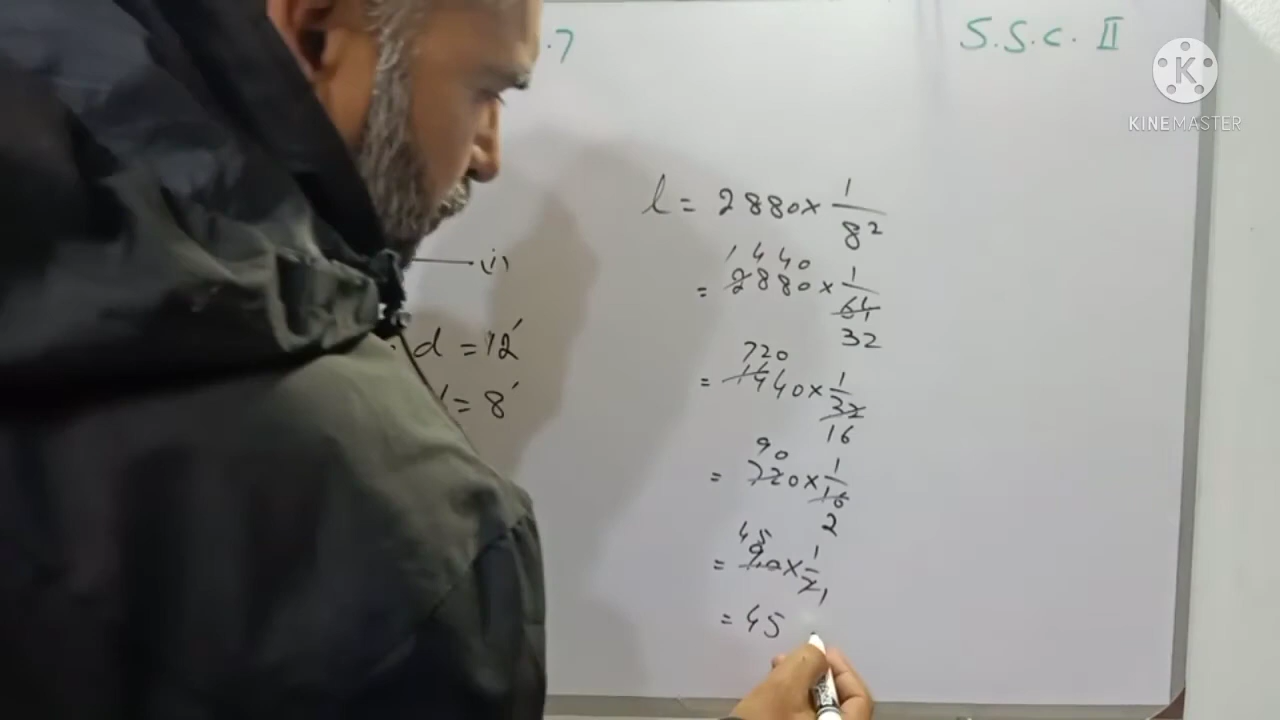 .7
S.S.C. II
KINEMASTER
(i)
d = 12'
= 8'
l = 2880 × 1/8²
1440
= 2880 × 1/64
32
720
= 1440 × 1/32
16
90
= 720 × 1/16
2
45
= 90 × 1/2 1
= 45